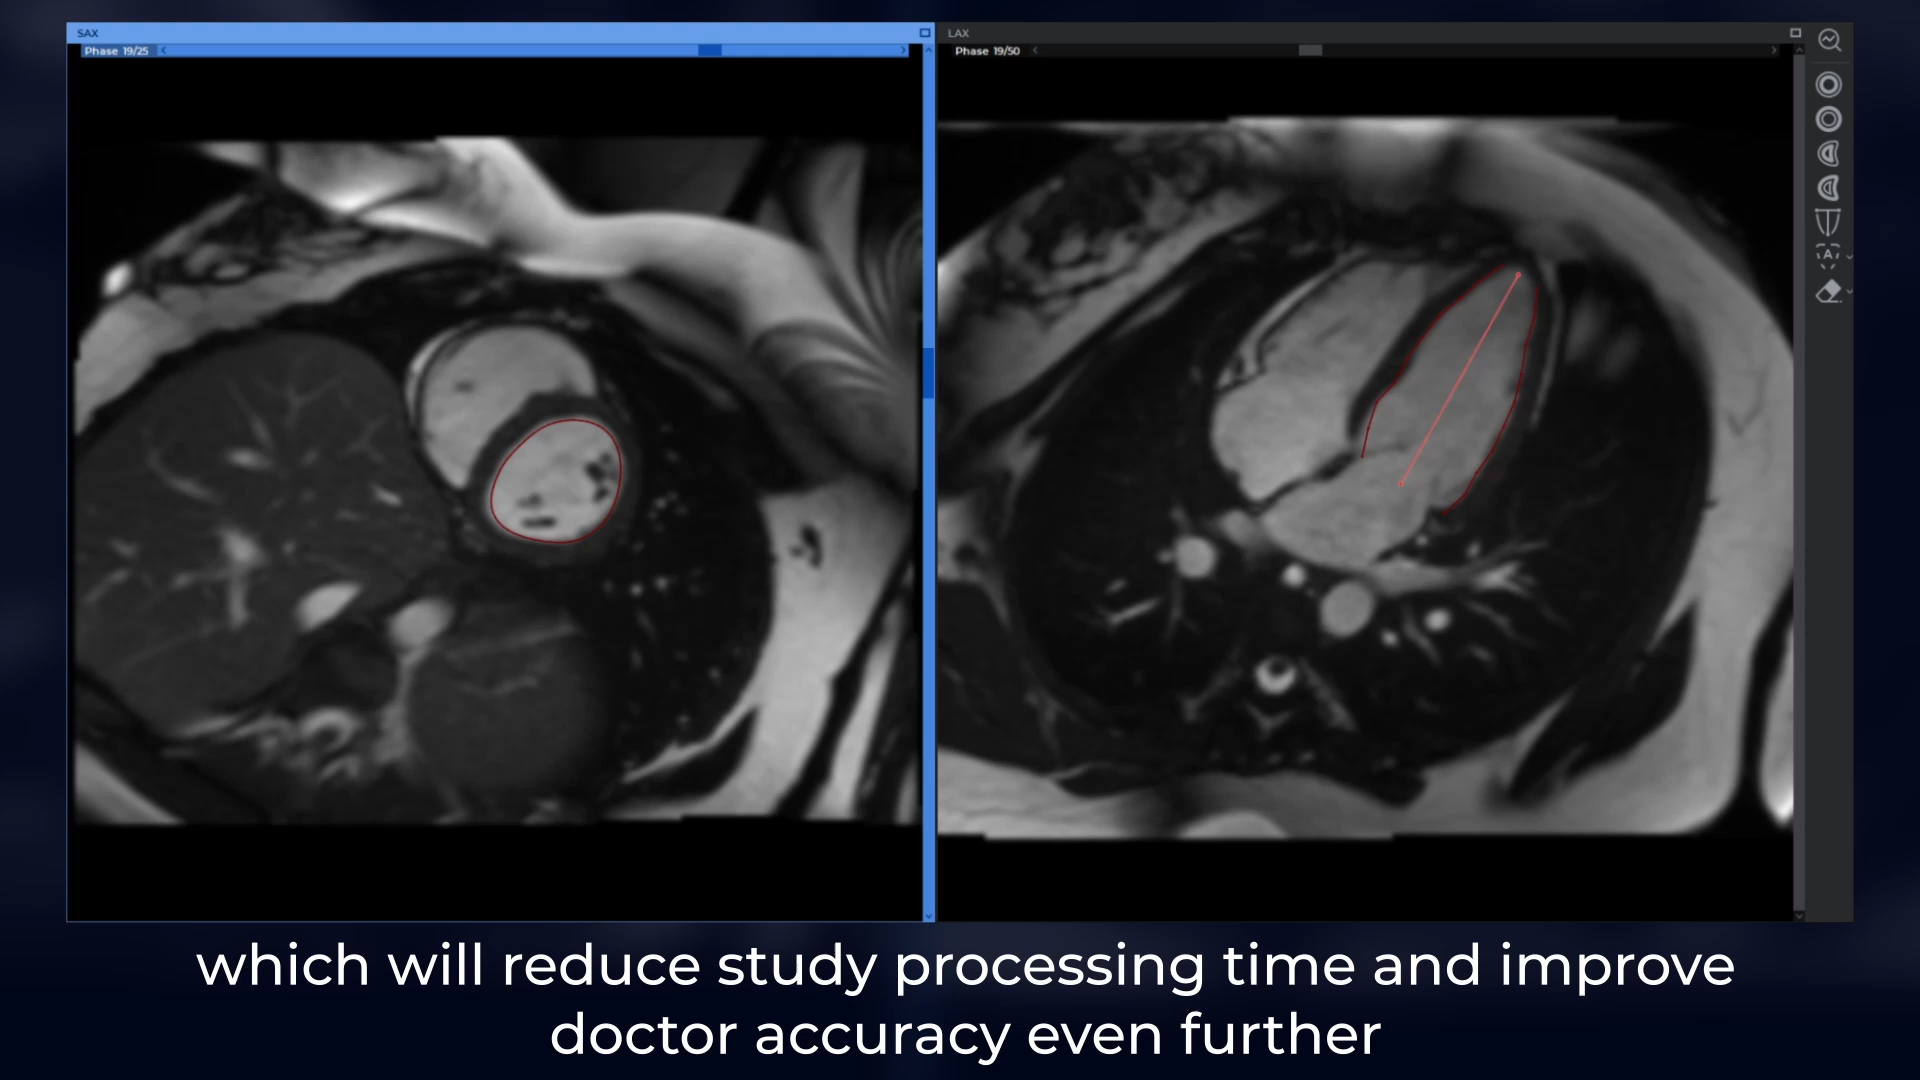 SAX
Phase 19/25
LAX
Phase 19/50
A
which will reduce study processing time and improve
doctor accuracy even further